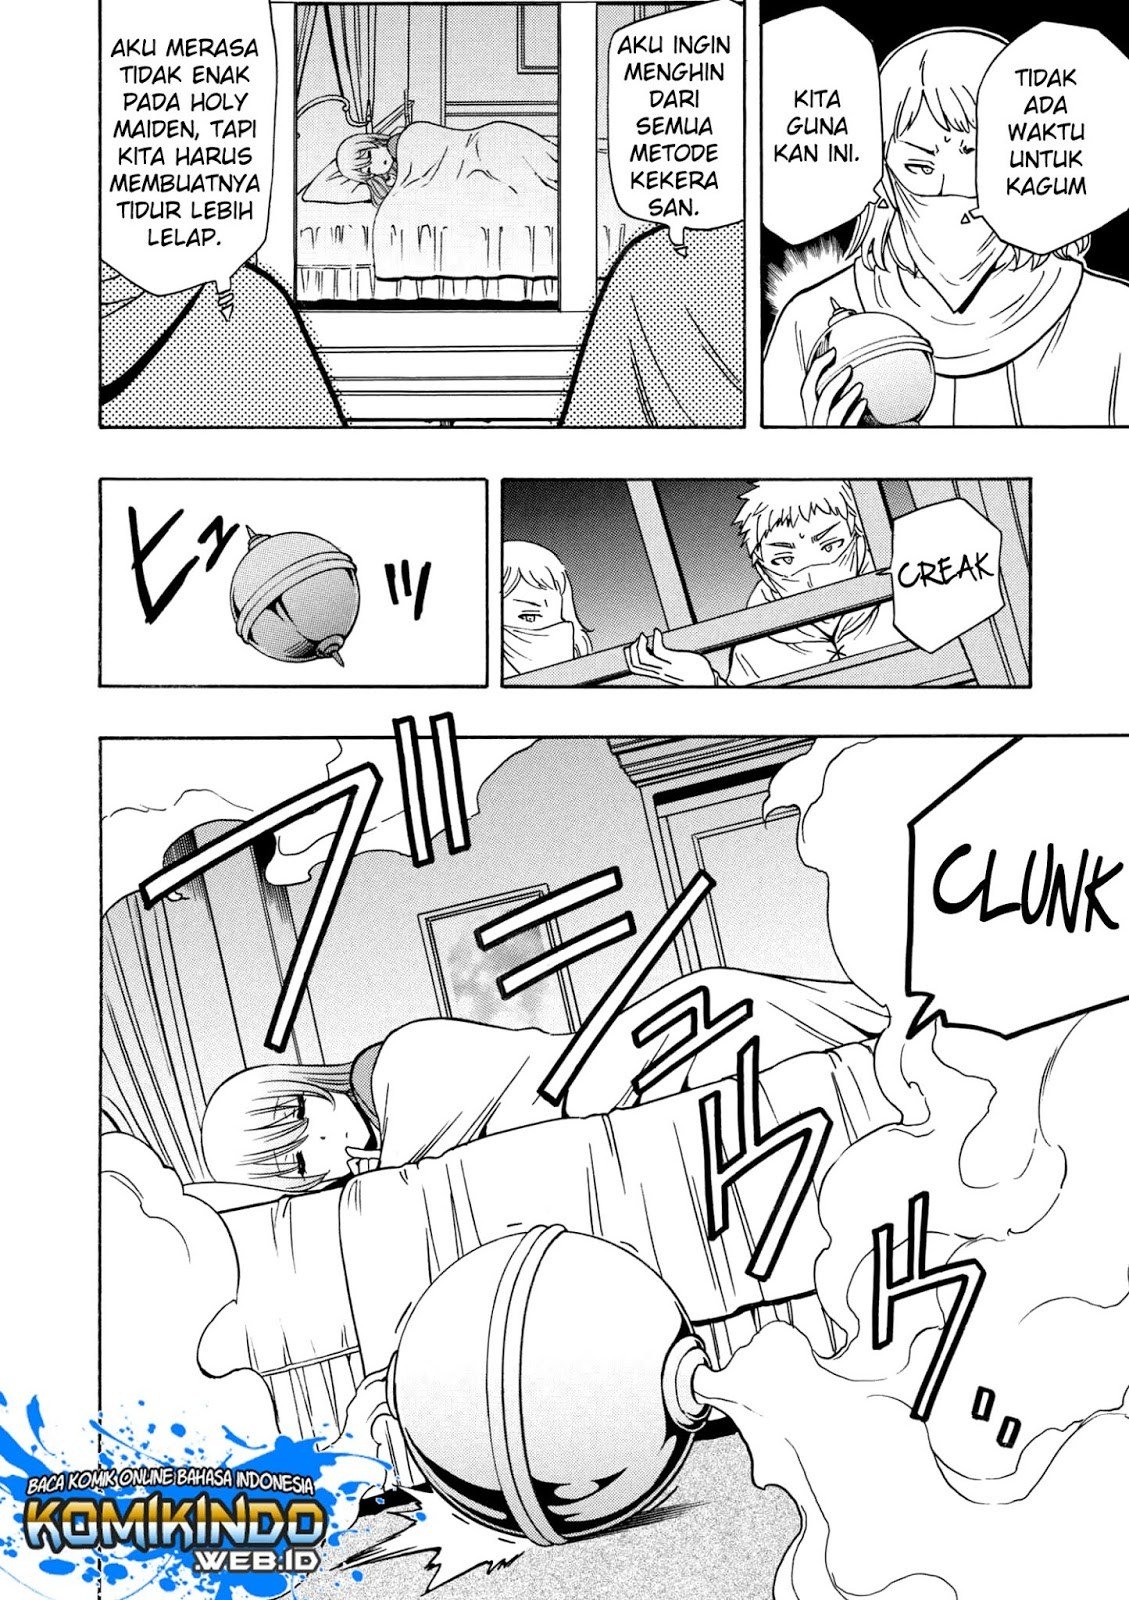 TIDAK
ADA
WAKTU
UNTUK
KAGUM
KITA
GUNA
KAN INI.
AKU INGIN
MENGHIN
DARI
SEMUA
METODE
KEKERA
SAN.
AKU MERASA
TIDAK ENAK
PADA HOLY
MAIDEN, TAPI
KITA HARUS
MEMBUATNYA
TIDUR LEBIH
LELAP.
CREAK
ヒュッ
CLUNK
ブシュウウ...
BACA KOMIK ONLINE BAHASA INDONESIA
KOMIKINDO
.WEB.ID